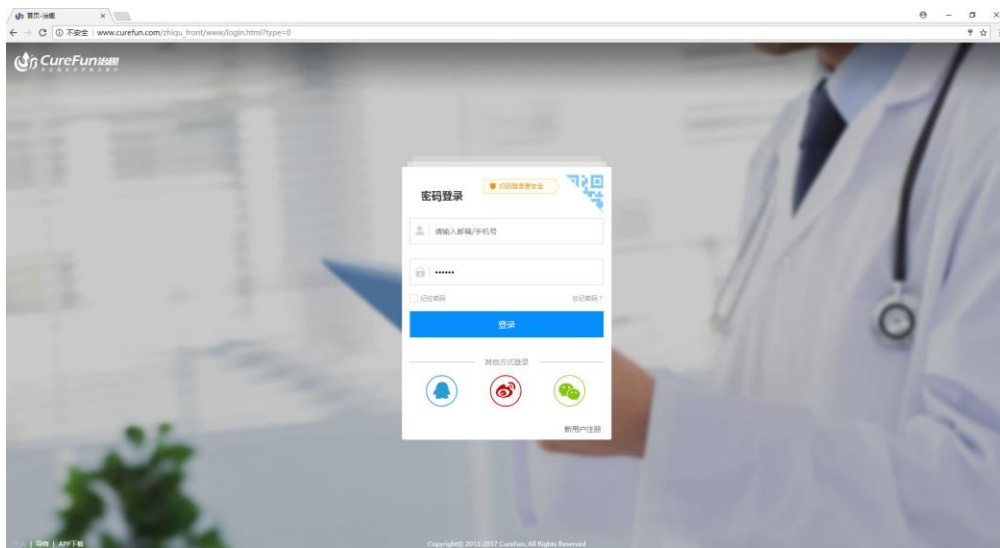 首页-治趣
不安全 | www.curefun.com/zhiqu_front/www/login.html?type=0
CureFun治趣
密码登录
扫码登录更安全
请输入邮箱/手机号
••••••
记住密码
忘记密码?
登录
其他方式登录
新用户注册
导师 | APP下载
Copyright© 2013-2017 CureFun. All Rights Reserved